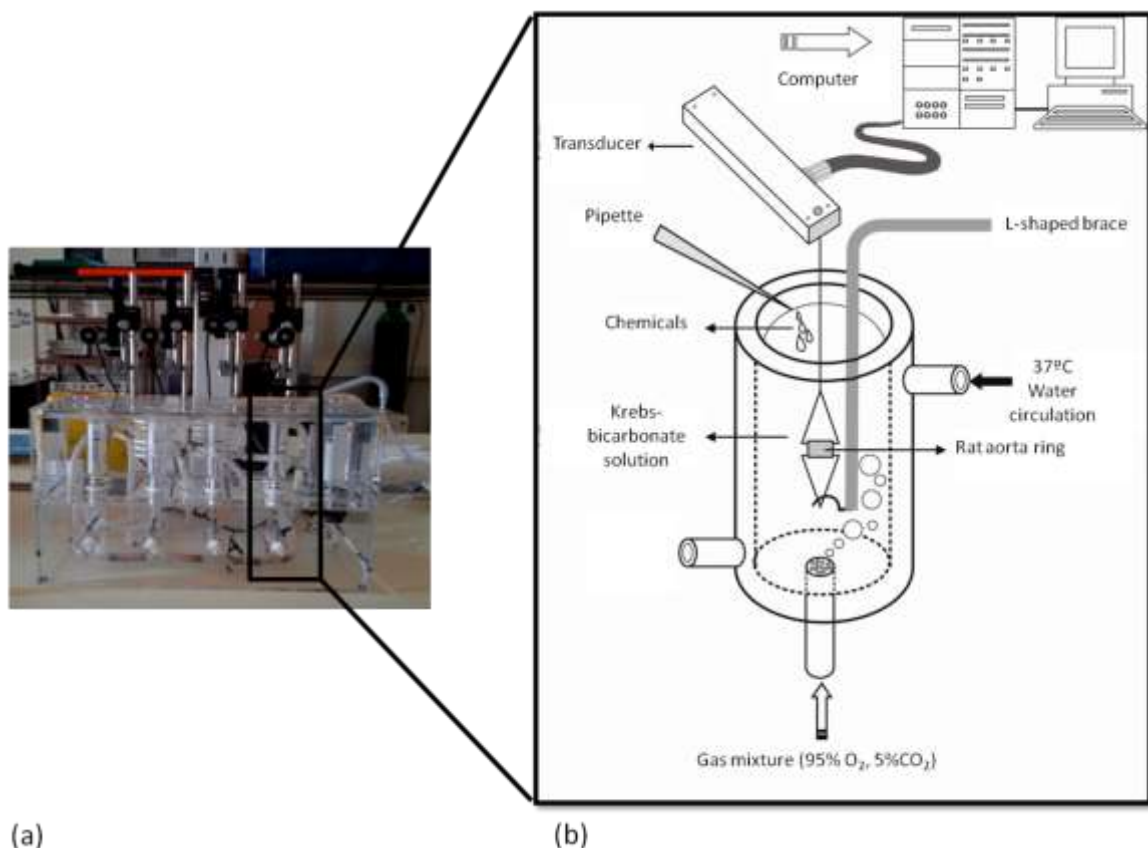 Computer
Transducer
Pipette
L-shaped brace
Chemicals
37ºC
Water
circulation
Krebs-
bicarbonate
solution
Rat aorta ring
Gas mixture (95% O₂, 5%CO₂)
(a)
(b)